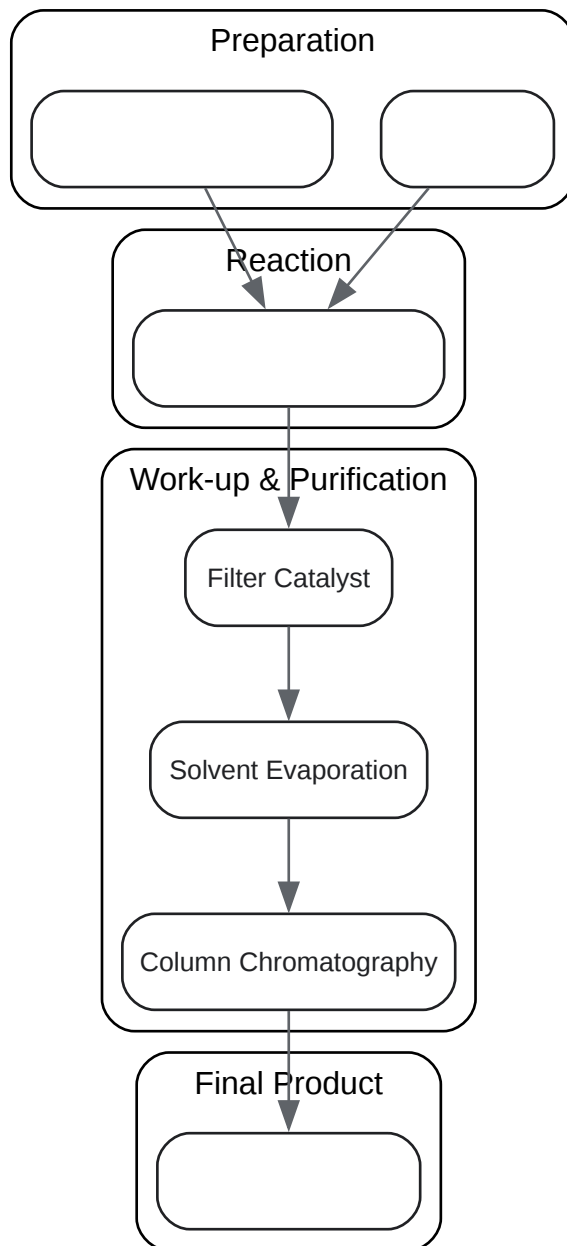 Preparation
Reaction
Work-up & Purification
Filter Catalyst
Solvent Evaporation
Column Chromatography
Final Product